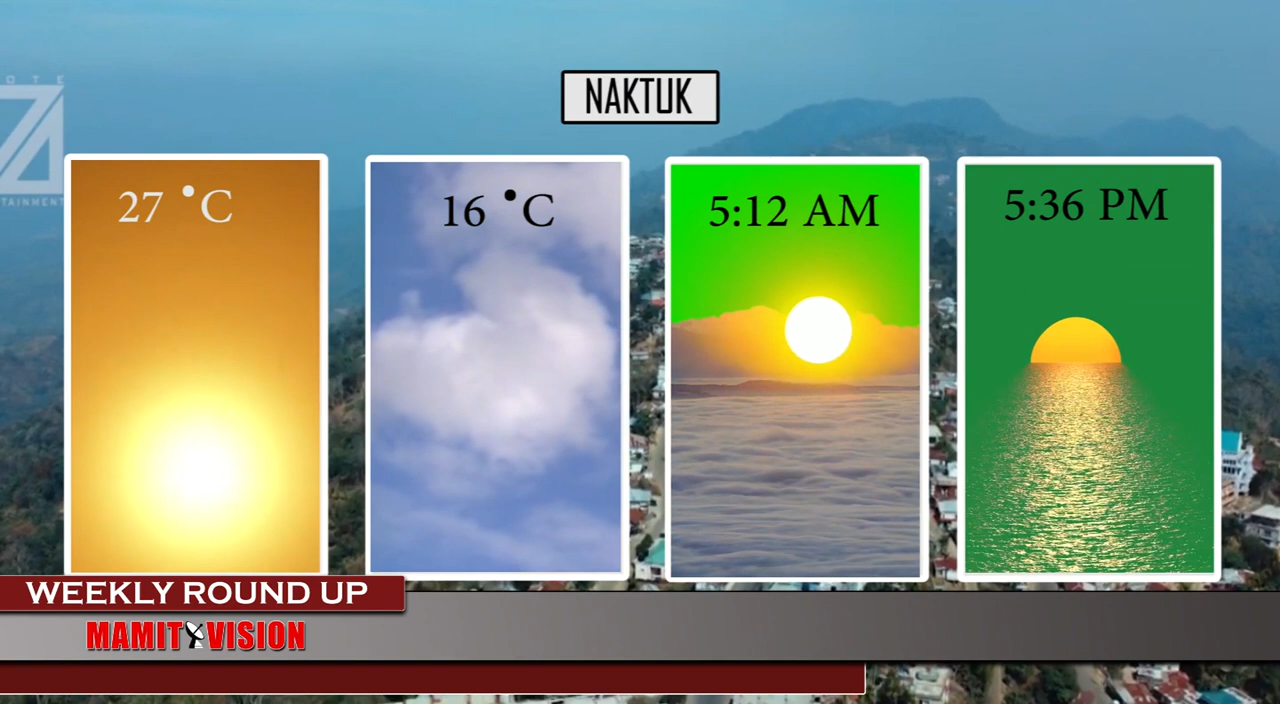 NAKTUK
27 °C
16 °C
5:12 AM
5:36 PM
WEEKLY ROUND UP
MAMIT VISION